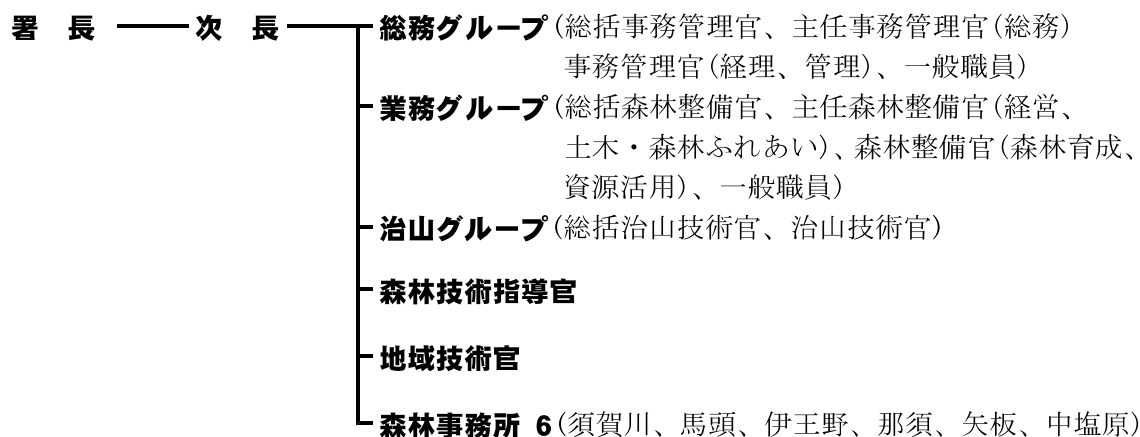 署 長 次 長 総務グループ(総括事務管理官、主任事務管理官(総務)
事務管理官(経理、管理)、一般職員)
業務グループ(総括森林整備官、主任森林整備官(経営、
土木・森林ふれあい)、森林整備官(森林育成、
資源活用)、一般職員)
治山グループ(総括治山技術官、治山技術官)
森林技術指導官
地域技術官
森林事務所 6(須賀川、馬頭、伊王野、那須、矢板、中塩原)